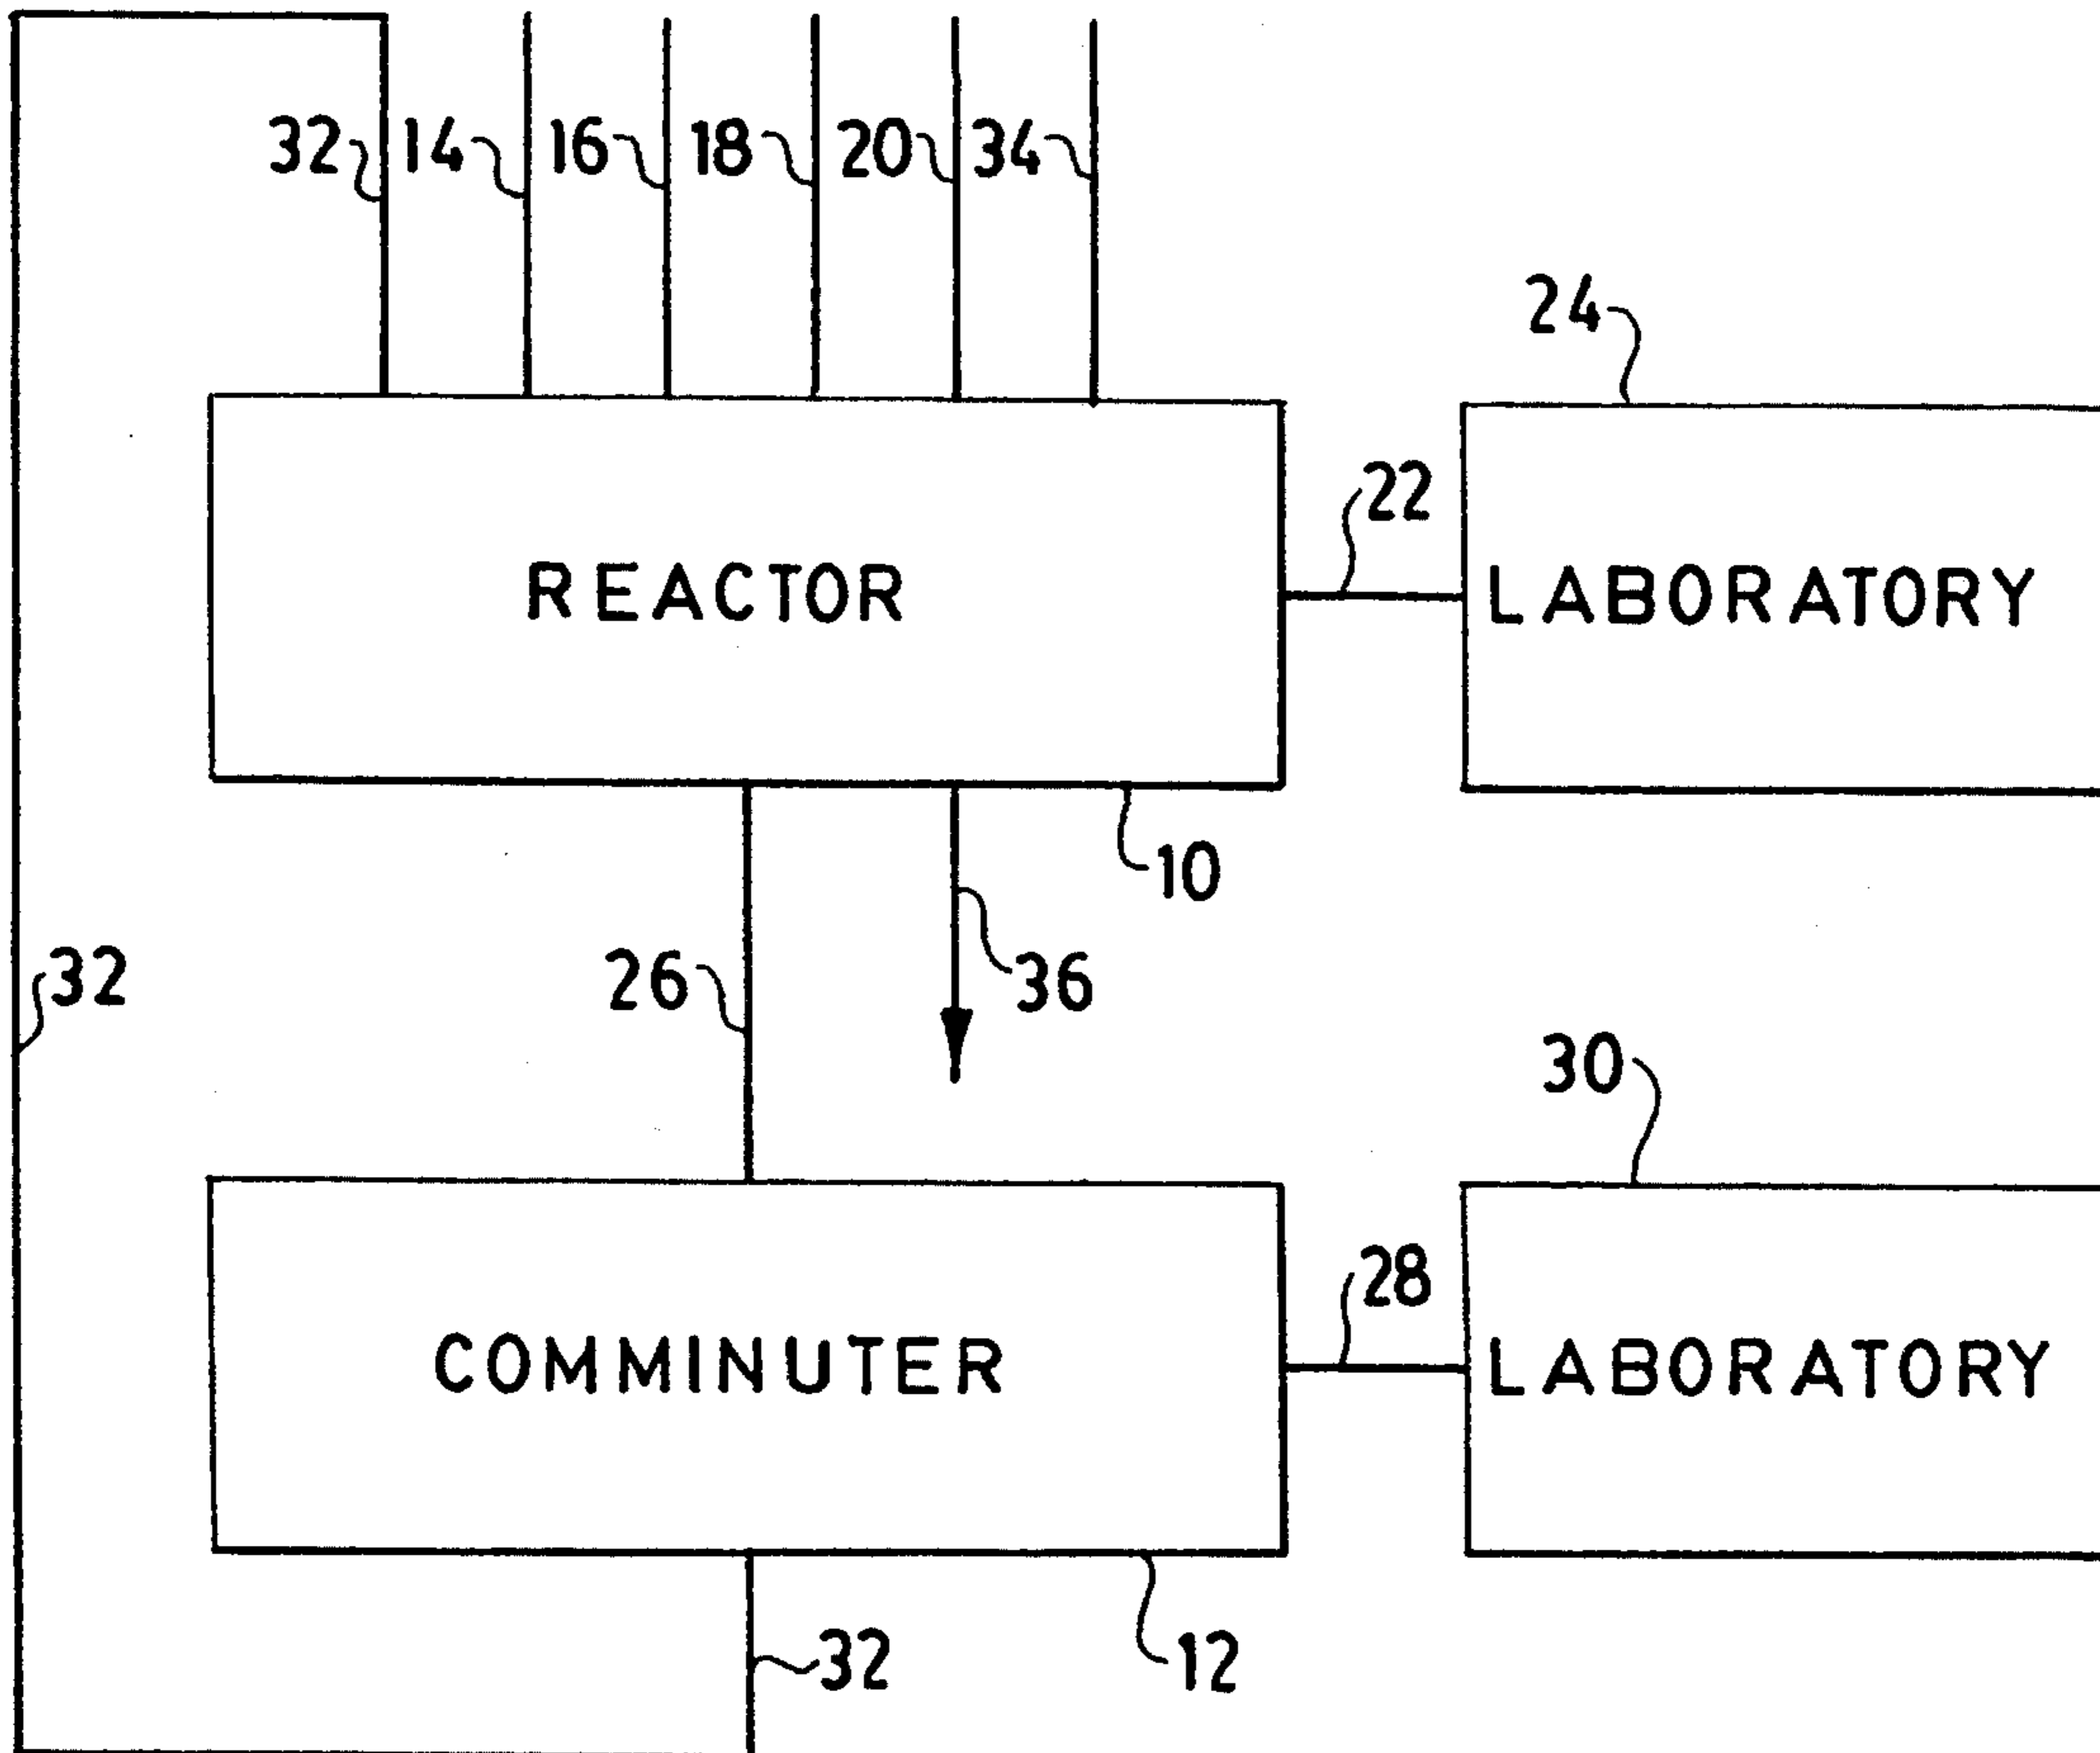 32 14 16 18 20 34
24
22
REACTOR LABORATORY
10
26 36
32
30
28
COMMINUTER LABORATORY
32 12